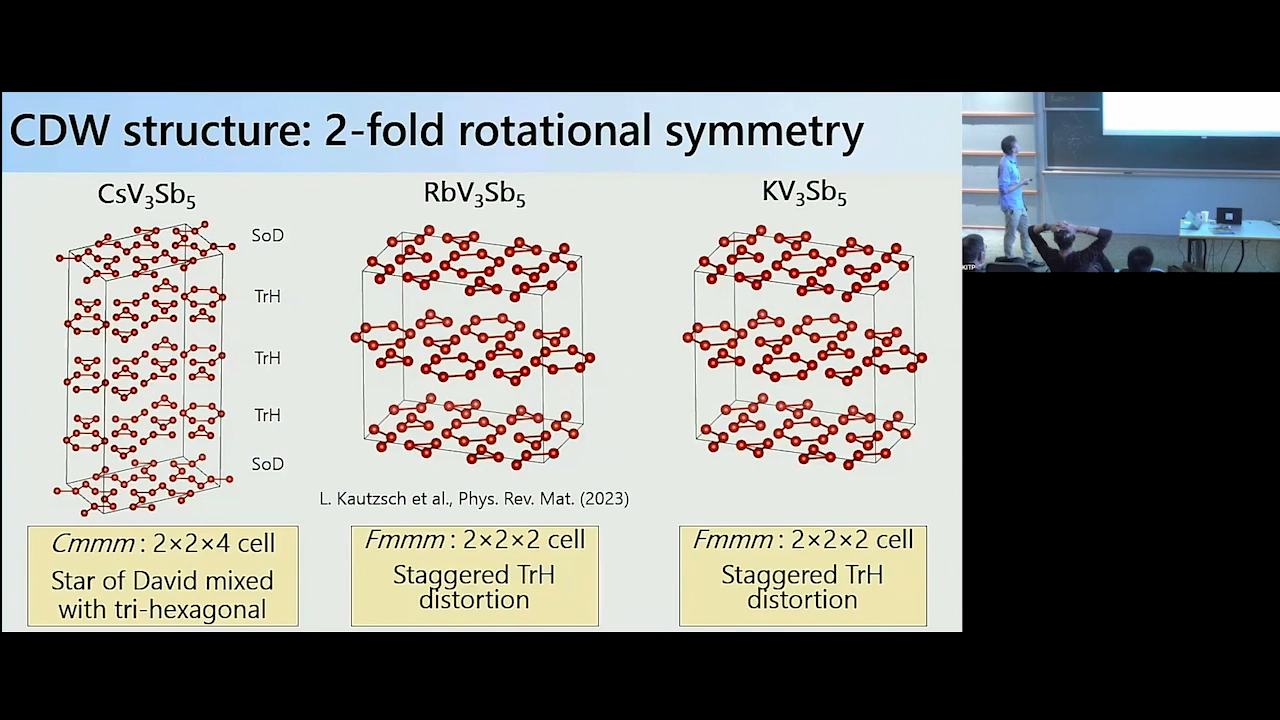 CDW structure: 2-fold rotational symmetry
CsV₃Sb₅
RbV₃Sb₅
KV₃Sb₅
SoD
TrH
TrH
TrH
SoD
L. Kautzsch et al., Phys. Rev. Mat. (2023)
Cmmm : 2×2×4 cell
Star of David mixed
with tri-hexagonal
Fmmm : 2×2×2 cell
Staggered TrH
distortion
Fmmm : 2×2×2 cell
Staggered TrH
distortion
KITP